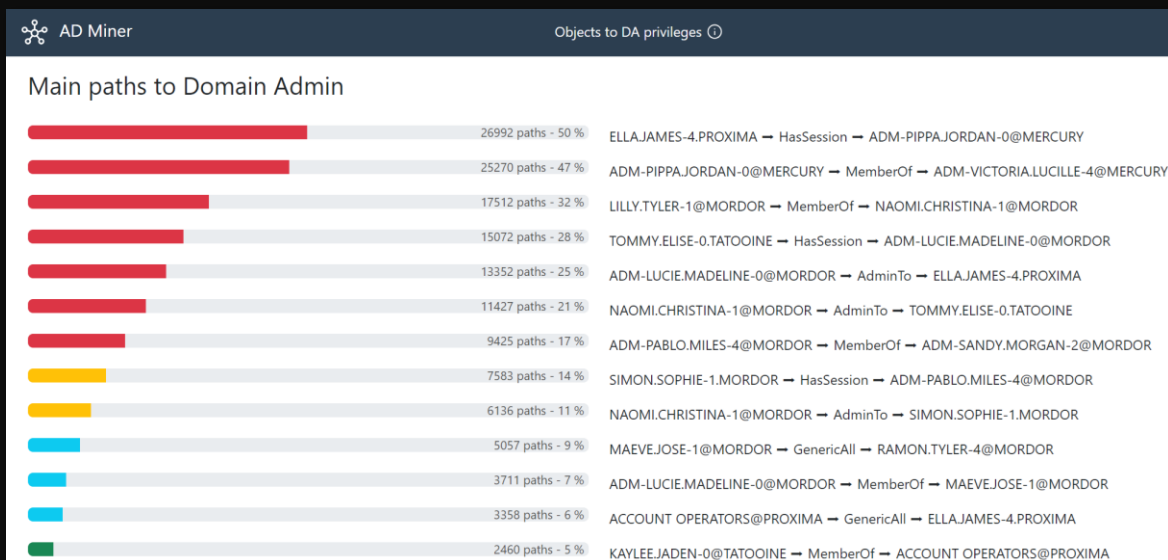 AD Miner
Objects to DA privileges
Main paths to Domain Admin
26992 paths - 50 % ELLA.JAMES-4.PROXIMA ➞ HasSession ➞ ADM-PIPPA.JORDAN-0@MERCURY
25270 paths - 47 % ADM-PIPPA.JORDAN-0@MERCURY ➞ MemberOf ➞ ADM-VICTORIA.LUCILLE-4@MERCURY
17512 paths - 32 % LILLY.TYLER-1@MORDOR ➞ MemberOf ➞ NAOMI.CHRISTINA-1@MORDOR
15072 paths - 28 % TOMMY.ELISE-0.TATOOINE ➞ HasSession ➞ ADM-LUCIE.MADELINE-0@MORDOR
13352 paths - 25 % ADM-LUCIE.MADELINE-0@MORDOR ➞ AdminTo ➞ ELLA.JAMES-4.PROXIMA
11427 paths - 21 % NAOMI.CHRISTINA-1@MORDOR ➞ AdminTo ➞ TOMMY.ELISE-0.TATOOINE
9425 paths - 17 % ADM-PABLO.MILES-4@MORDOR ➞ MemberOf ➞ ADM-SANDY.MORGAN-2@MORDOR
7583 paths - 14 % SIMON.SOPHIE-1.MORDOR ➞ HasSession ➞ ADM-PABLO.MILES-4@MORDOR
6136 paths - 11 % NAOMI.CHRISTINA-1@MORDOR ➞ AdminTo ➞ SIMON.SOPHIE-1.MORDOR
5057 paths - 9 % MAEVE.JOSE-1@MORDOR ➞ GenericAll ➞ RAMON.TYLER-4@MORDOR
3711 paths - 7 % ADM-LUCIE.MADELINE-0@MORDOR ➞ MemberOf ➞ MAEVE.JOSE-1@MORDOR
3358 paths - 6 % ACCOUNT OPERATORS@PROXIMA ➞ GenericAll ➞ ELLA.JAMES-4.PROXIMA
2460 paths - 5 % KAYLEE.JADEN-0@TATOOINE ➞ MemberOf ➞ ACCOUNT OPERATORS@PROXIMA